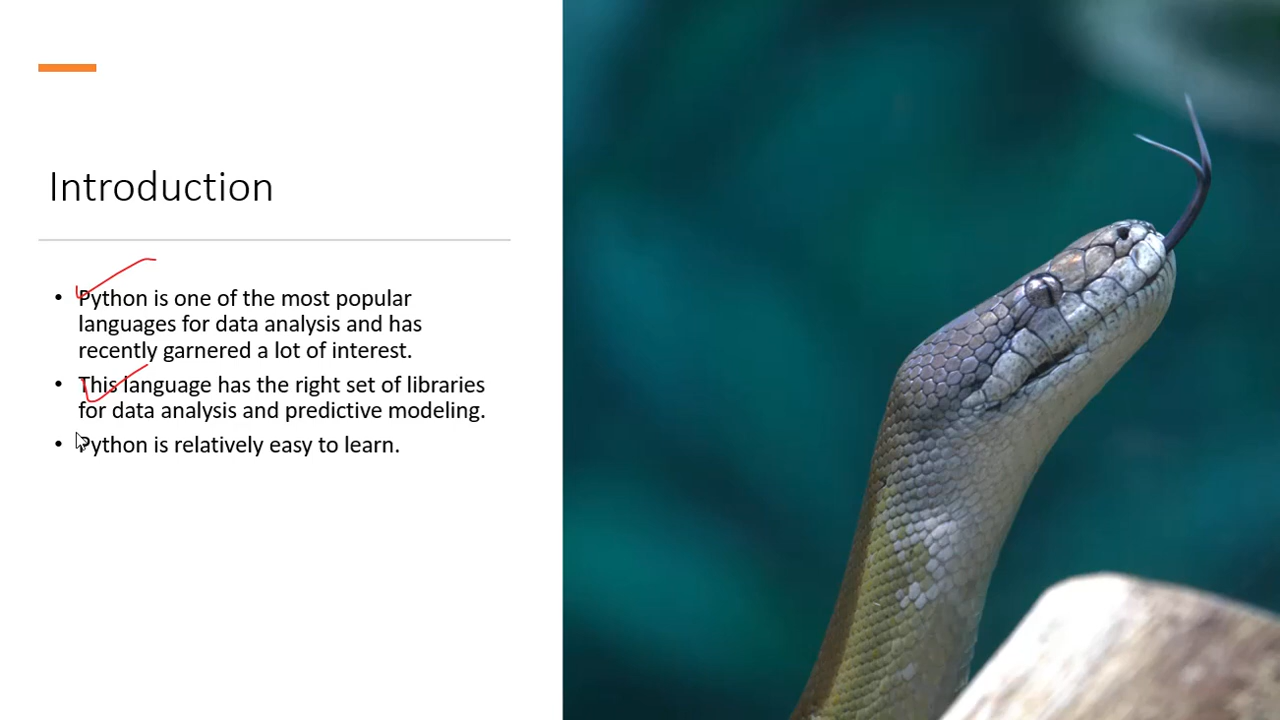 Introduction
• Python is one of the most popular
languages for data analysis and has
recently garnered a lot of interest.
• This language has the right set of libraries
for data analysis and predictive modeling.
• Python is relatively easy to learn.